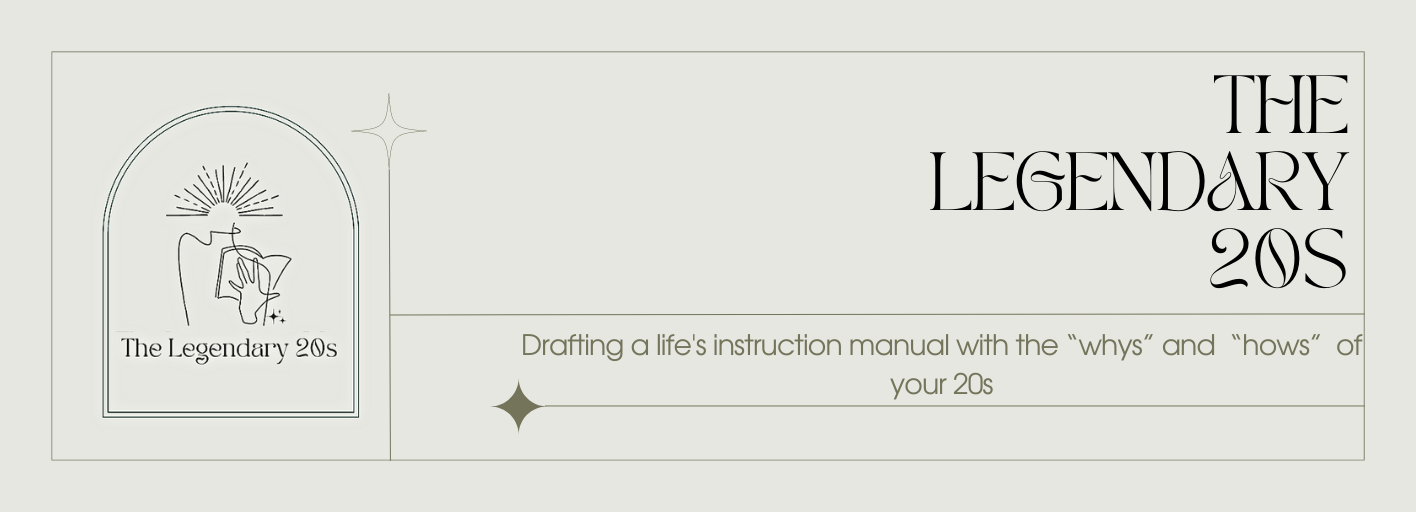 THE
LEGENDARY
20S
The Legendary 20s
Drafting a life's instruction manual with the “whys” and “hows” of
your 20s